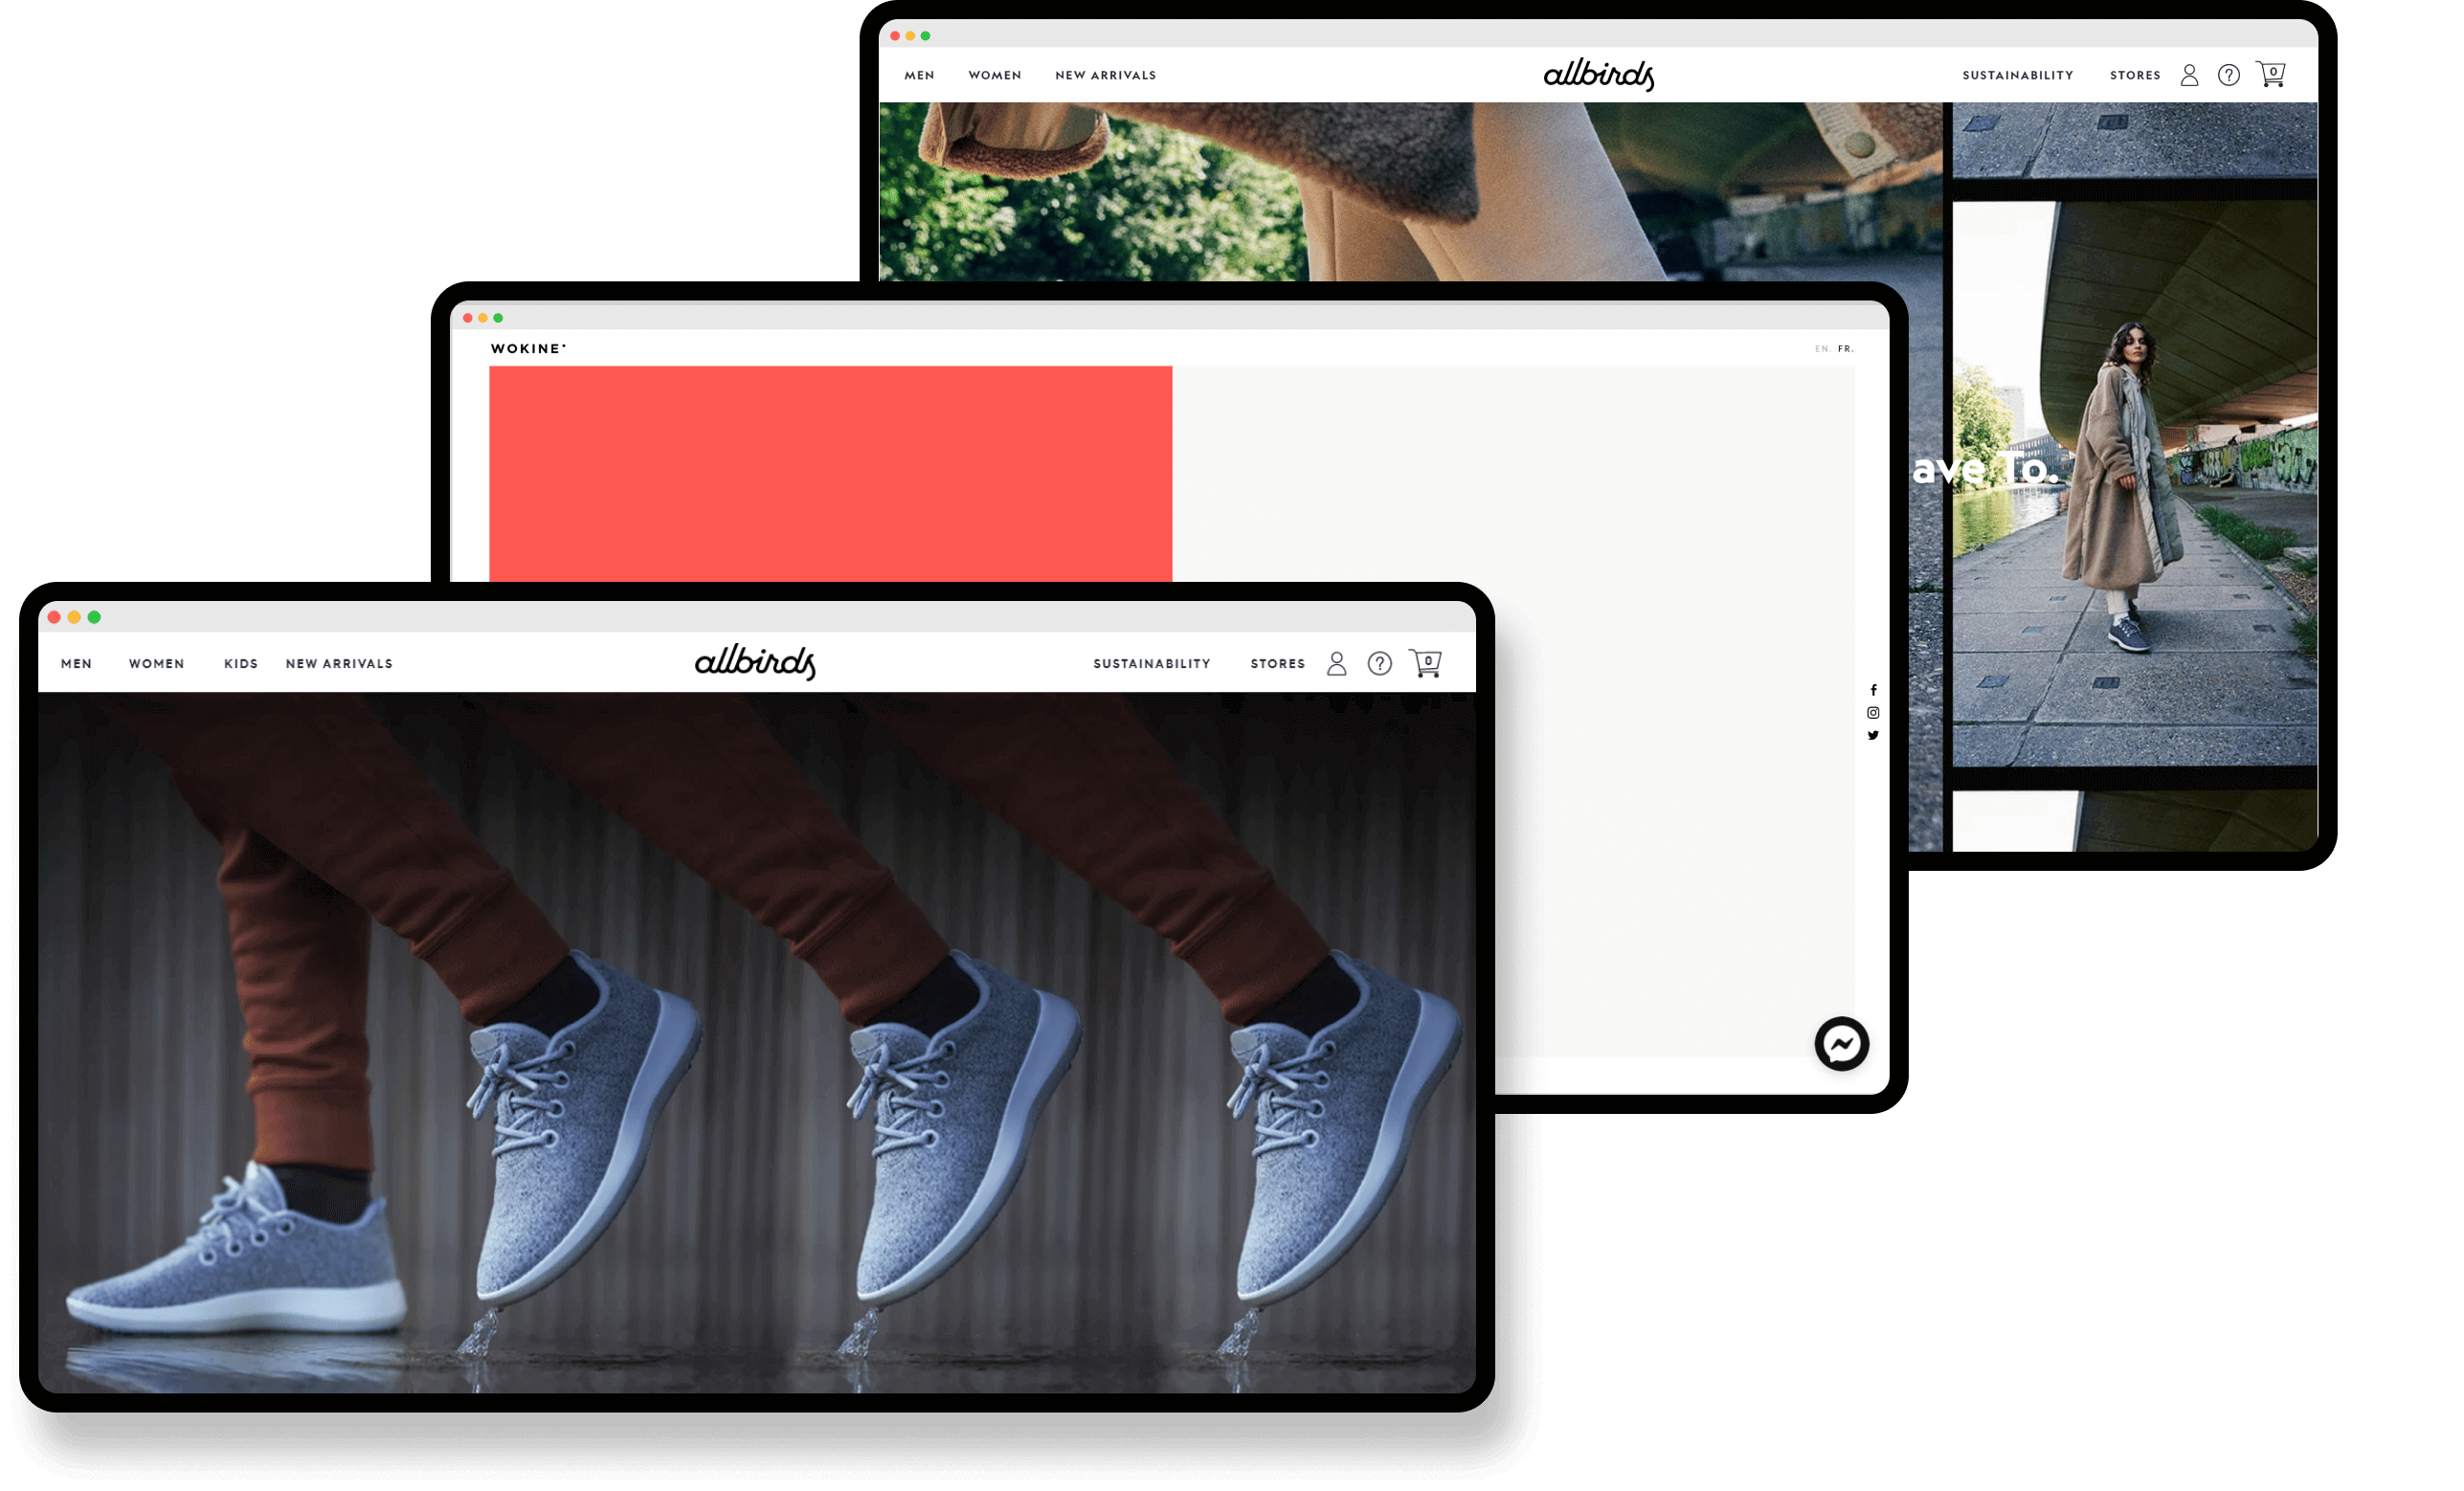 MEN WOMEN NEW ARRIVALS allbirds SUSTAINABILITY STORES ? 0
WOKINE* EN. FR.
ave To.
MEN WOMEN KIDS NEW ARRIVALS allbirds SUSTAINABILITY STORES ? 0